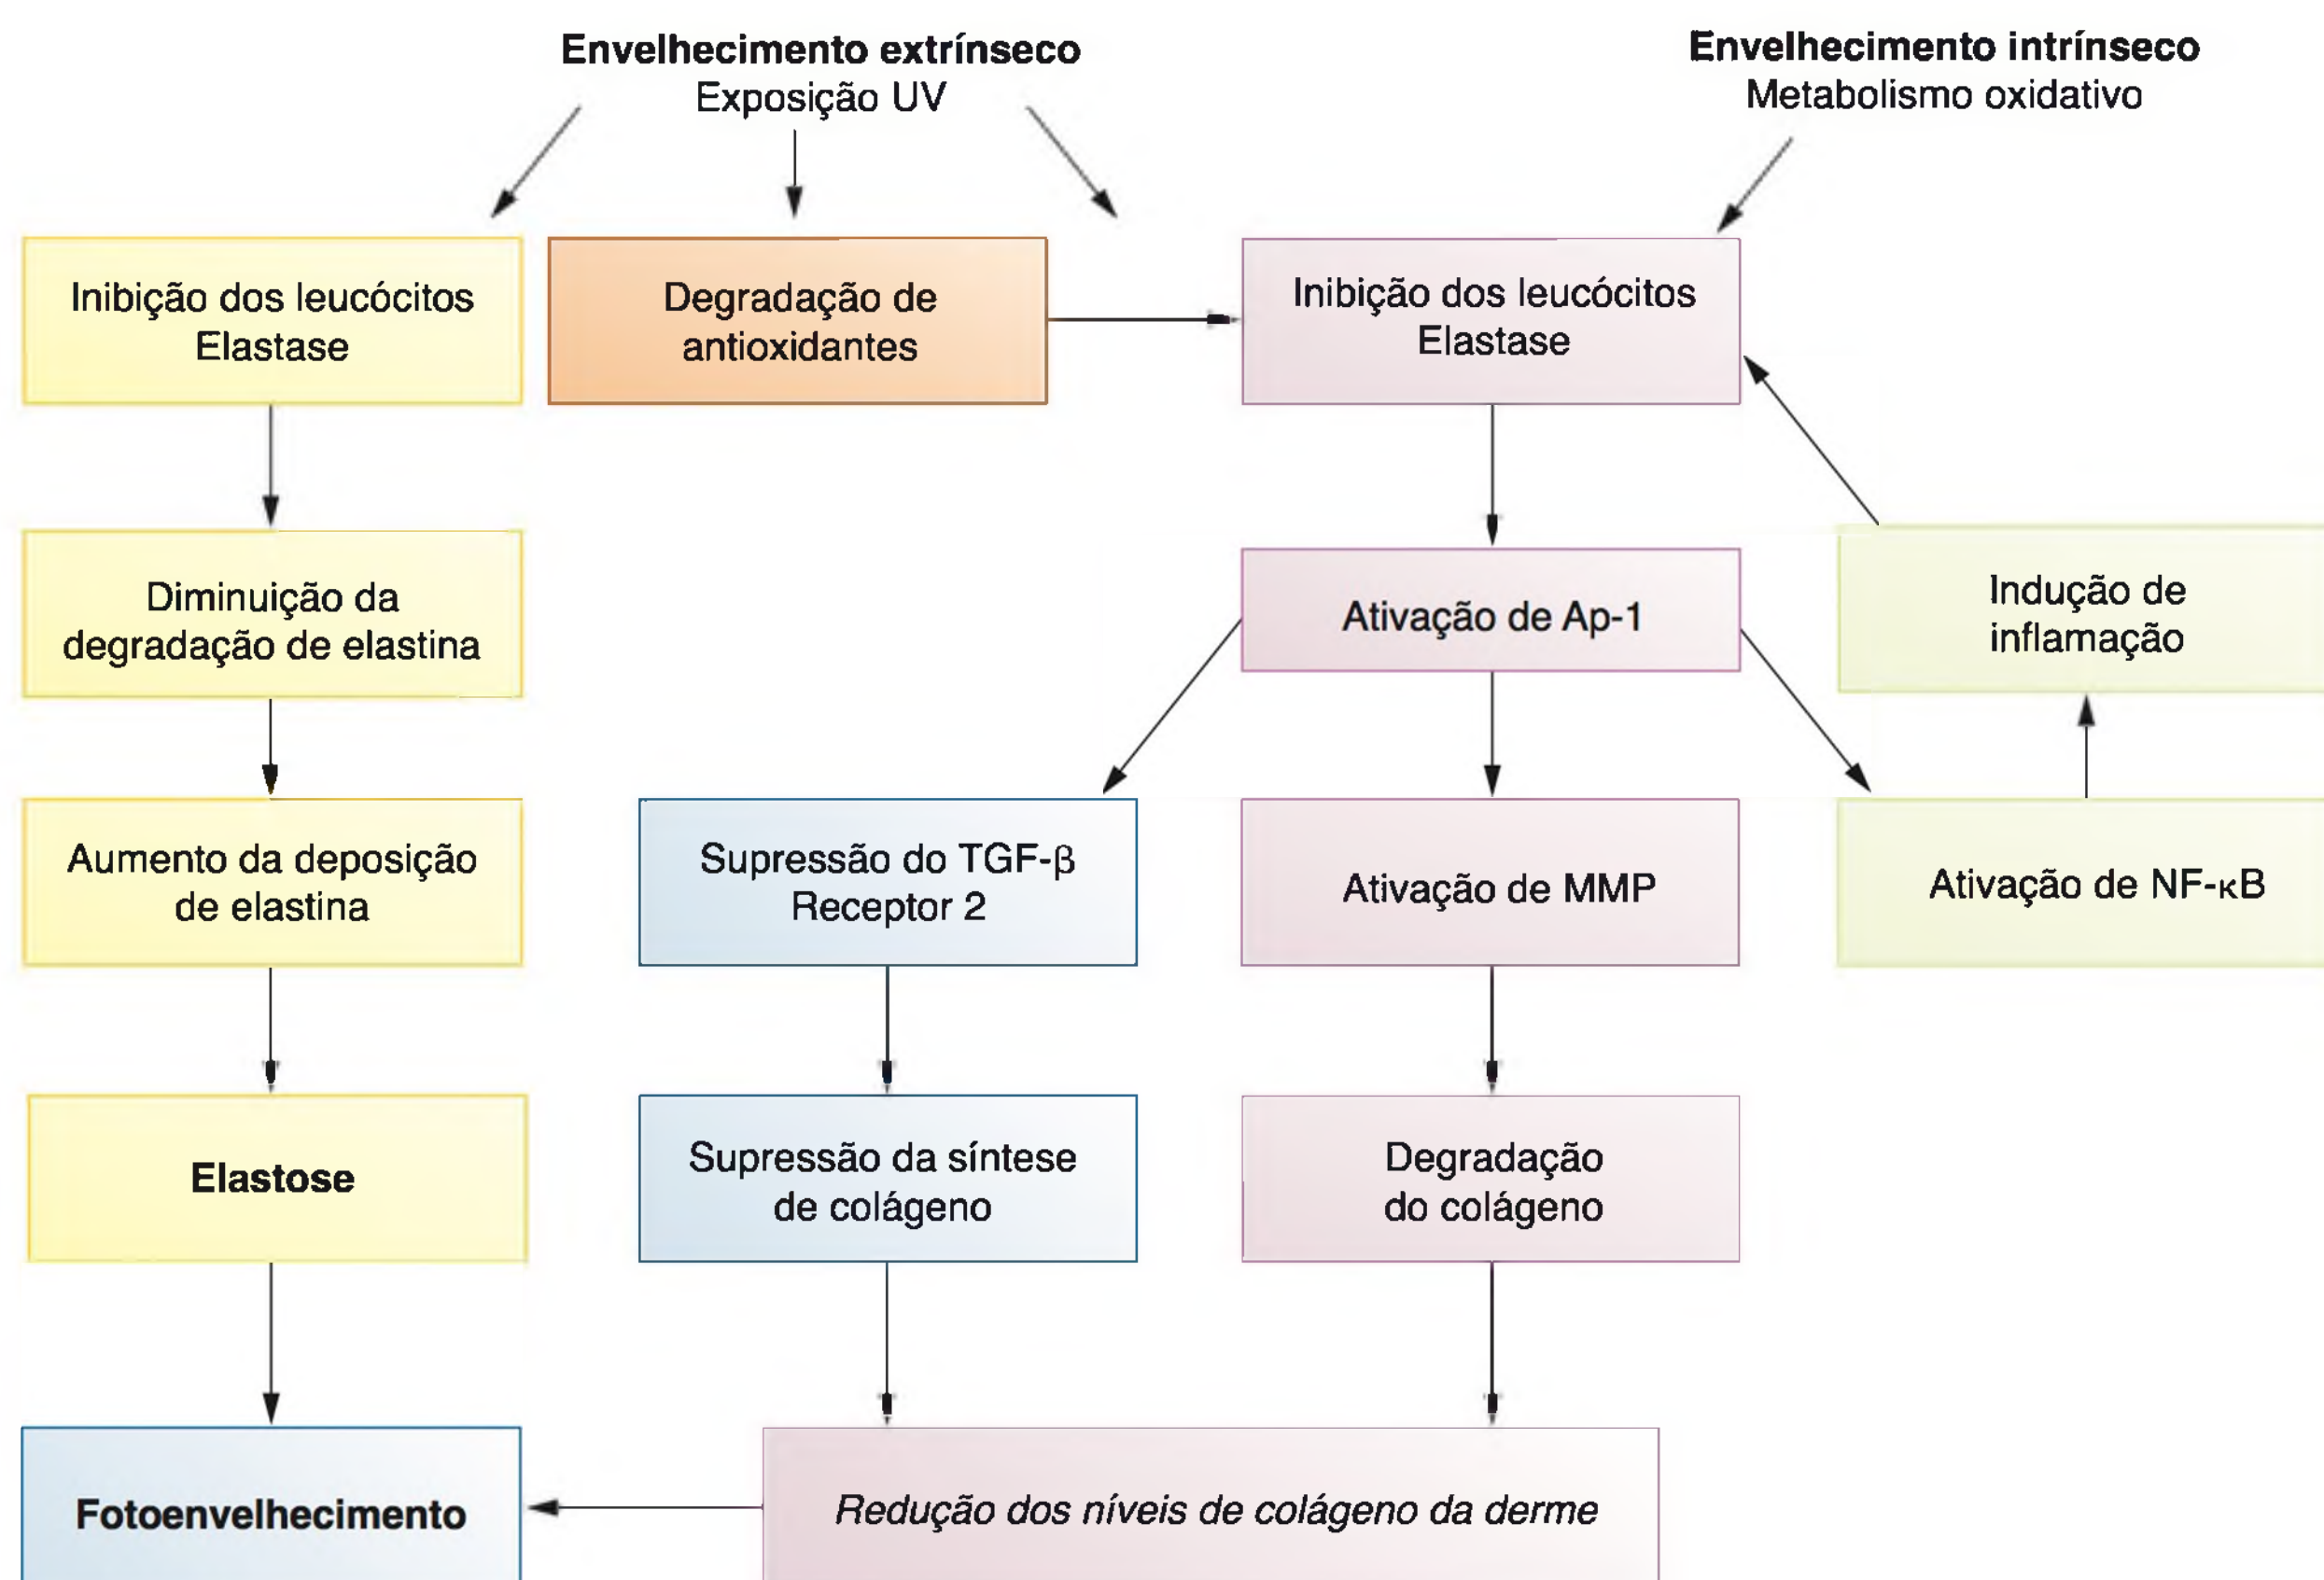 Envelhecimento extrínseco
Exposição UV
Envelhecimento intrínseco
Metabolismo oxidativo
Inibição dos leucócitos
Elastase
Degradação de
antioxidantes
Inibição dos leucócitos
Elastase
Diminuição da
degradação de elastina
Ativação de Ap-1
Indução de
inflamação
Aumento da deposição
de elastina
Supressão do TGF-β
Receptor 2
Ativação de MMP
Ativação de NF-κB
Elastose
Supressão da síntese
de colágeno
Degradação
do colágeno
Fotoenvelhecimento
Redução dos níveis de colágeno da derme